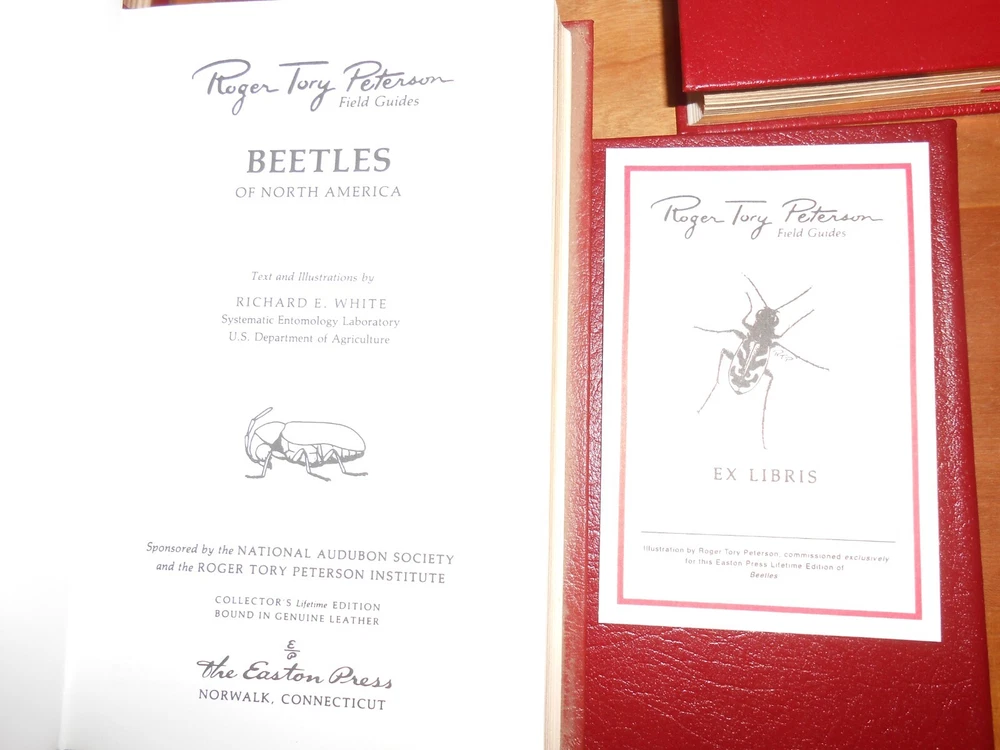 Roger Tory Peterson
Field Guides
BEETLES
OF NORTH AMERICA
Text and Illustrations by
RICHARD E. WHITE
Systematic Entomology Laboratory
U.S. Department of Agriculture
Sponsored by the NATIONAL AUDUBON SOCIETY
and the ROGER TORY PETERSON INSTITUTE
COLLECTOR'S Lifetime EDITION
BOUND IN GENUINE LEATHER
E
P
The Easton Press
NORWALK, CONNECTICUT
Roger Tory Peterson
Field Guides
RTP
EX LIBRIS
Illustration by Roger Tory Peterson, commissioned exclusively
for this Easton Press Lifetime Edition of
Beetles